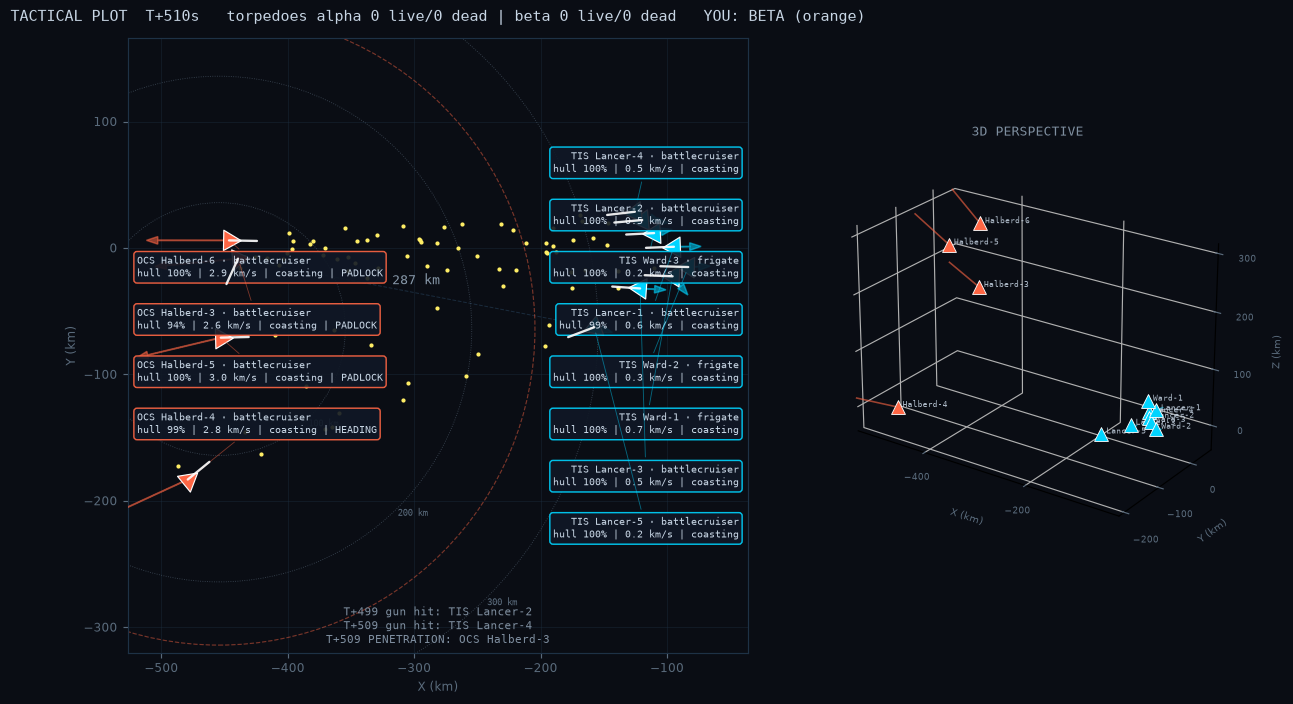 TACTICAL PLOT  T+510s   torpedoes alpha 0 live/0 dead | beta 0 live/0 dead   YOU: BETA (orange)
3D PERSPECTIVE
TIS Lancer-4 · battlecruiser
hull 100% | 0.5 km/s | coasting
TIS Lancer-2 · battlecruiser
hull 100% | 0.5 km/s | coasting
TIS Ward-3 · frigate
hull 100% | 0.2 km/s | coasting
TIS Lancer-1 · battlecruiser
hull 99% | 0.6 km/s | coasting
TIS Ward-2 · frigate
hull 100% | 0.3 km/s | coasting
TIS Ward-1 · frigate
hull 100% | 0.7 km/s | coasting
TIS Lancer-3 · battlecruiser
hull 100% | 0.5 km/s | coasting
TIS Lancer-5 · battlecruiser
hull 100% | 0.2 km/s | coasting
OCS Halberd-6 · battlecruiser
hull 100% | 2.9 km/s | coasting | PADLOCK
OCS Halberd-3 · battlecruiser
hull 94% | 2.6 km/s | coasting | PADLOCK
OCS Halberd-5 · battlecruiser
hull 100% | 3.0 km/s | coasting | PADLOCK
OCS Halberd-4 · battlecruiser
hull 99% | 2.8 km/s | coasting | HEADING
287 km
200 km
300 km
T+499 gun hit: TIS Lancer-2
T+509 gun hit: TIS Lancer-4
T+509 PENETRATION: OCS Halberd-3
100
0
−100
−200
−300
Y (km)
−500
−400
−300
−200
−100
X (km)
Halberd-6
Halberd-5
Halberd-3
Halberd-4
Ward-1
Ward-2
−400
−200
X (km)
−200
−100
0
Y (km)
0
100
200
300
Z (km)